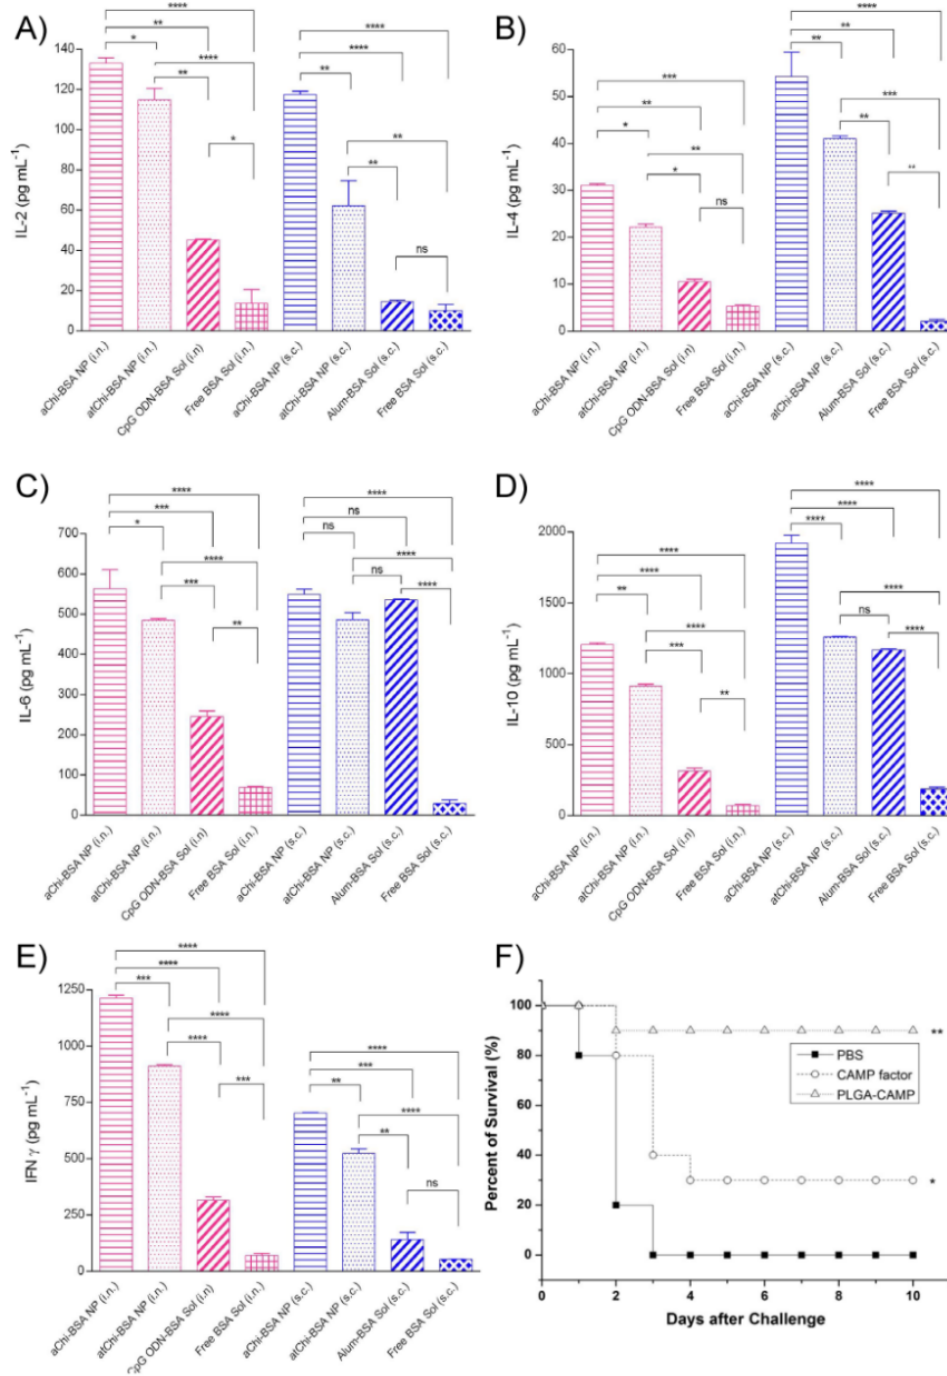 A)
****
**
*
****
**
*
****
****
**
**
**
ns
IL-2 (pg mL⁻¹)
140
120
100
80
60
40
20
0
aChi-BSA NP (i.n.)
atChi-BSA NP (i.n.)
CpG ODN-BSA Sol (i.n)
Free BSA Sol (i.n.)
aChi-BSA NP (s.c.)
atChi-BSA NP (s.c.)
Alum-BSA Sol (s.c.)
Free BSA Sol (s.c.)
B)
***
**
*
**
*
ns
****
**
**
***
**
**
IL-4 (pg mL⁻¹)
60
50
40
30
20
10
0
aChi-BSA NP (i.n.)
atChi-BSA NP (i.n.)
CpG ODN-BSA Sol (i.n)
Free BSA Sol (i.n.)
aChi-BSA NP (s.c.)
atChi-BSA NP (s.c.)
Alum-BSA Sol (s.c.)
Free BSA Sol (s.c.)
C)
****
***
*
****
***
**
****
ns
ns
****
ns
****
IL-6 (pg mL⁻¹)
700
600
500
400
300
200
100
0
aChi-BSA NP (i.n.)
atChi-BSA NP (i.n.)
CpG ODN-BSA Sol (i.n)
Free BSA Sol (i.n.)
aChi-BSA NP (s.c.)
atChi-BSA NP (s.c.)
Alum-BSA Sol (s.c.)
Free BSA Sol (s.c.)
D)
****
****
**
****
***
**
****
****
****
****
ns
****
IL-10 (pg mL⁻¹)
2000
1500
1000
500
0
aChi-BSA NP (i.n.)
atChi-BSA NP (i.n.)
CpG ODN-BSA Sol (i.n)
Free BSA Sol (i.n.)
aChi-BSA NP (s.c.)
atChi-BSA NP (s.c.)
Alum-BSA Sol (s.c.)
Free BSA Sol (s.c.)
E)
****
****
***
****
****
***
****
***
**
****
**
ns
IFN γ (pg mL⁻¹)
1250
1000
750
500
250
0
aChi-BSA NP (i.n.)
atChi-BSA NP (i.n.)
CpG ODN-BSA Sol (i.n)
Free BSA Sol (i.n.)
aChi-BSA NP (s.c.)
atChi-BSA NP (s.c.)
Alum-BSA Sol (s.c.)
Free BSA Sol (s.c.)
F)
Percent of Survival (%)
100
80
60
40
20
0
**
PBS
CAMP factor
PLGA-CAMP
*
0
2
4
6
8
10
Days after Challenge